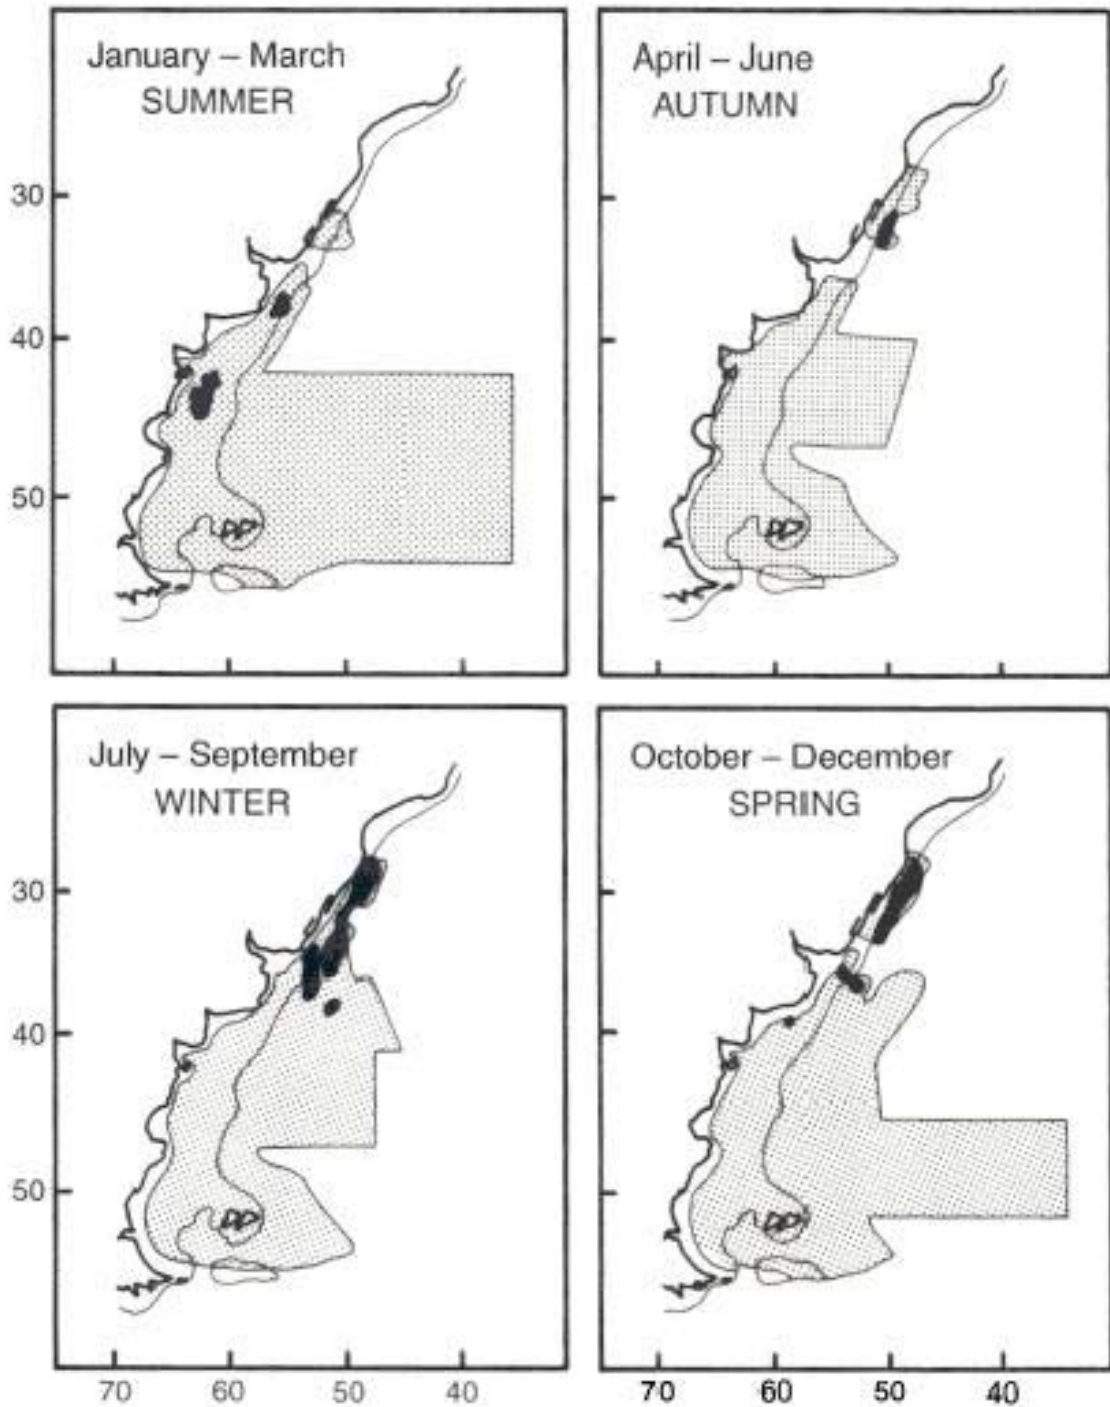 January – March
SUMMER
April – June
AUTUMN
30
40
50
July – September
WINTER
October – December
SPRING
30
40
50
70 60 50 40
70 60 50 40